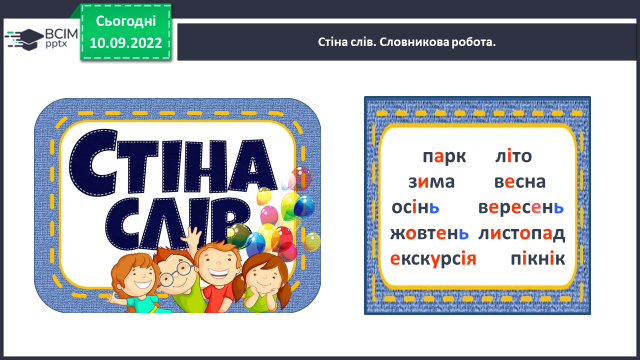 ВСІМ
pptx
Сьогодні
10.09.2022
Стіна слів. Словникова робота.
СТІНА
СЛІВ
парк літо
зима весна
осінь вересень
жовтень листопад
екскурсія пікнік